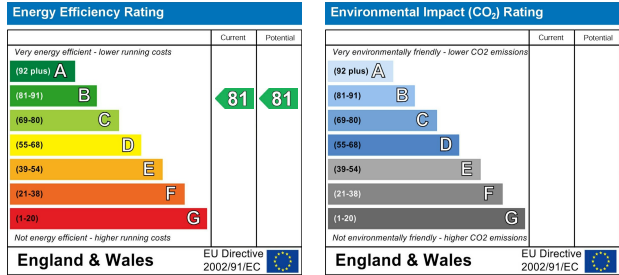 Energy Efficiency Rating
Current Potential
Very energy efficient - lower running costs
(92 plus) A
(81-91) B 81 81
(69-80) C
(55-68) D
(39-54) E
(21-38) F
(1-20) G
Not energy efficient - higher running costs
England & Wales
EU Directive
2002/91/EC
Environmental Impact (CO₂) Rating
Current Potential
Very environmentally friendly - lower CO2 emissions
(92 plus) A
(81-91) B
(69-80) C
(55-68) D
(39-54) E
(21-38) F
(1-20) G
Not environmentally friendly - higher CO2 emissions
England & Wales
EU Directive
2002/91/EC